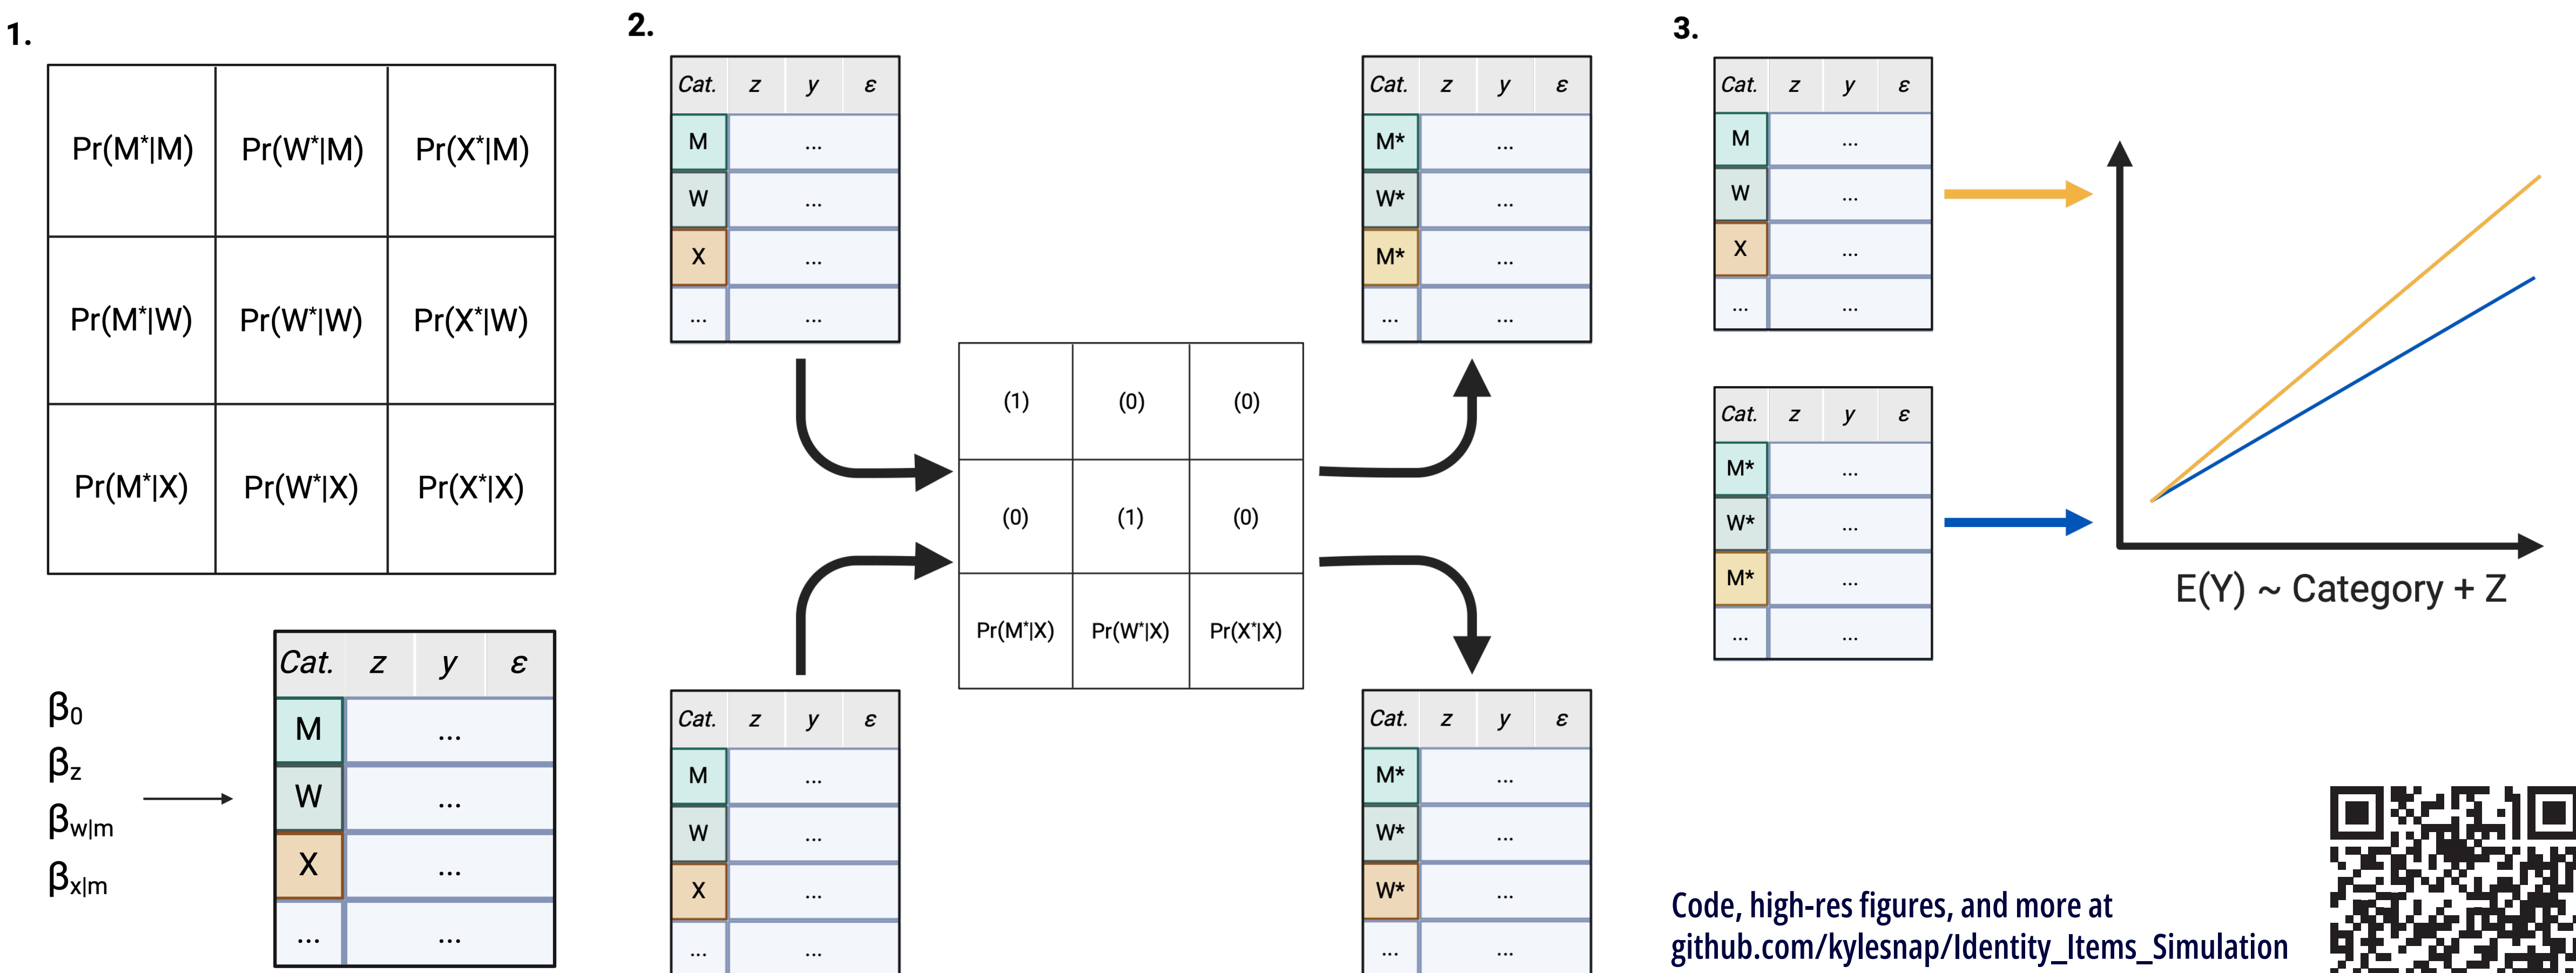 1.
Pr(M*|M) Pr(W*|M) Pr(X*|M)
Pr(M*|W) Pr(W*|W) Pr(X*|W)
Pr(M*|X) Pr(W*|X) Pr(X*|X)
β0
βz
βw|m
βx|m
Cat. z y ε
M ...
W ...
X ...
... ...
2.
Cat. z y ε
M ...
W ...
X ...
... ...
Cat. z y ε
M ...
W ...
X ...
... ...
(1) (0) (0)
(0) (1) (0)
Pr(M*|X) Pr(W*|X) Pr(X*|X)
Cat. z y ε
M* ...
W* ...
M* ...
... ...
Cat. z y ε
M* ...
W* ...
W* ...
... ...
3.
Cat. z y ε
M ...
W ...
X ...
... ...
Cat. z y ε
M* ...
W* ...
M* ...
... ...
E(Y) ~ Category + Z
Code, high-res figures, and more at
github.com/kylesnap/Identity_Items_Simulation